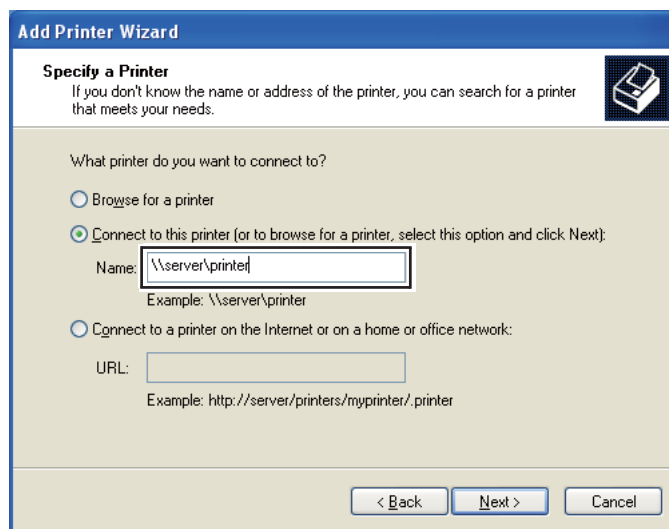 Add Printer Wizard
Specify a Printer
If you don't know the name or address of the printer, you can search for a printer
that meets your needs.
What printer do you want to connect to?
Browse for a printer
Connect to this printer (or to browse for a printer, select this option and click Next):
Name: \\server\printer
Example: \\server\printer
Connect to a printer on the Internet or on a home or office network:
URL:
Example: http://server/printers/myprinter/.printer
< Back Next > Cancel